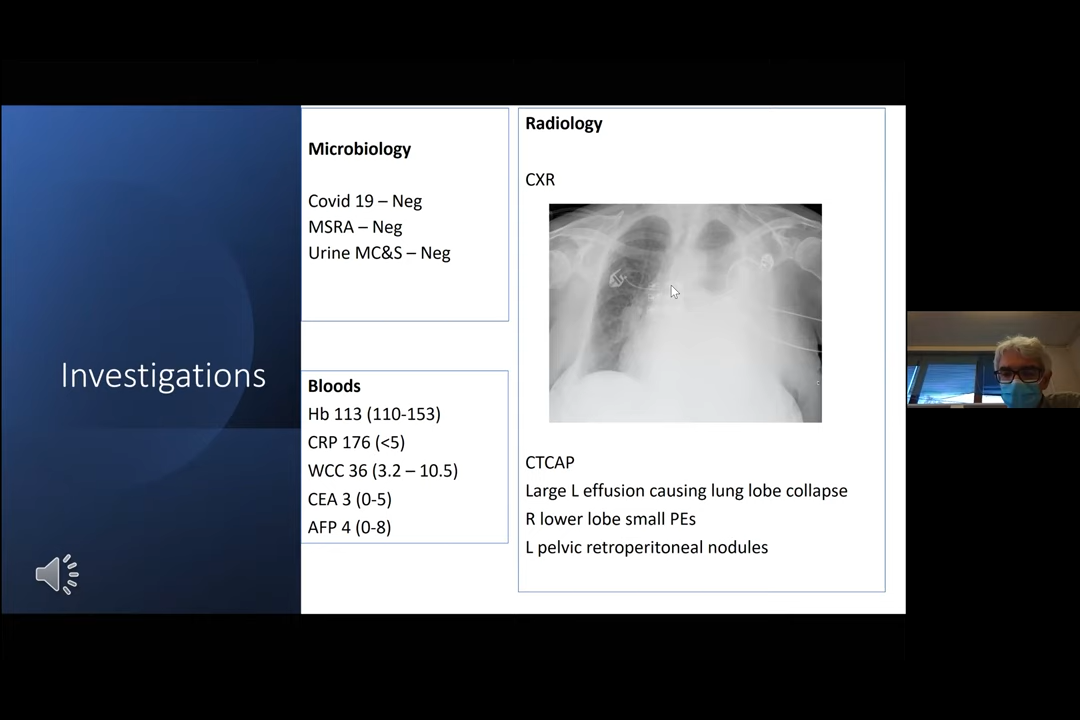 Investigations
Microbiology
Covid 19 – Neg
MSRA – Neg
Urine MC&S – Neg
Bloods
Hb 113 (110-153)
CRP 176 (<5)
WCC 36 (3.2 – 10.5)
CEA 3 (0-5)
AFP 4 (0-8)
Radiology
CXR
CTCAP
Large L effusion causing lung lobe collapse
R lower lobe small PEs
L pelvic retroperitoneal nodules